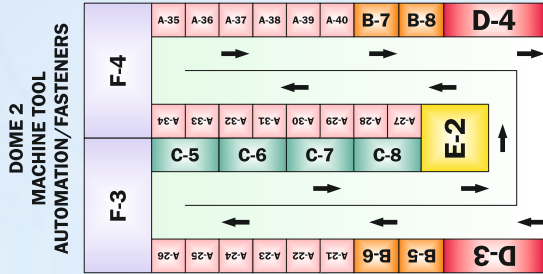 DOME 2
MACHINE TOOL
AUTOMATION/FASTENERS
F-4
F-3
A-35 A-36 A-37 A-38 A-39 A-40 B-7 B-8 D-4
A-34 A-33 A-32 A-31 A-30 A-29 A-28 A-27
E-2
C-5 C-6 C-7 C-8
A-26 A-25 A-24 A-23 A-22 A-21 B-6 B-5 D-3